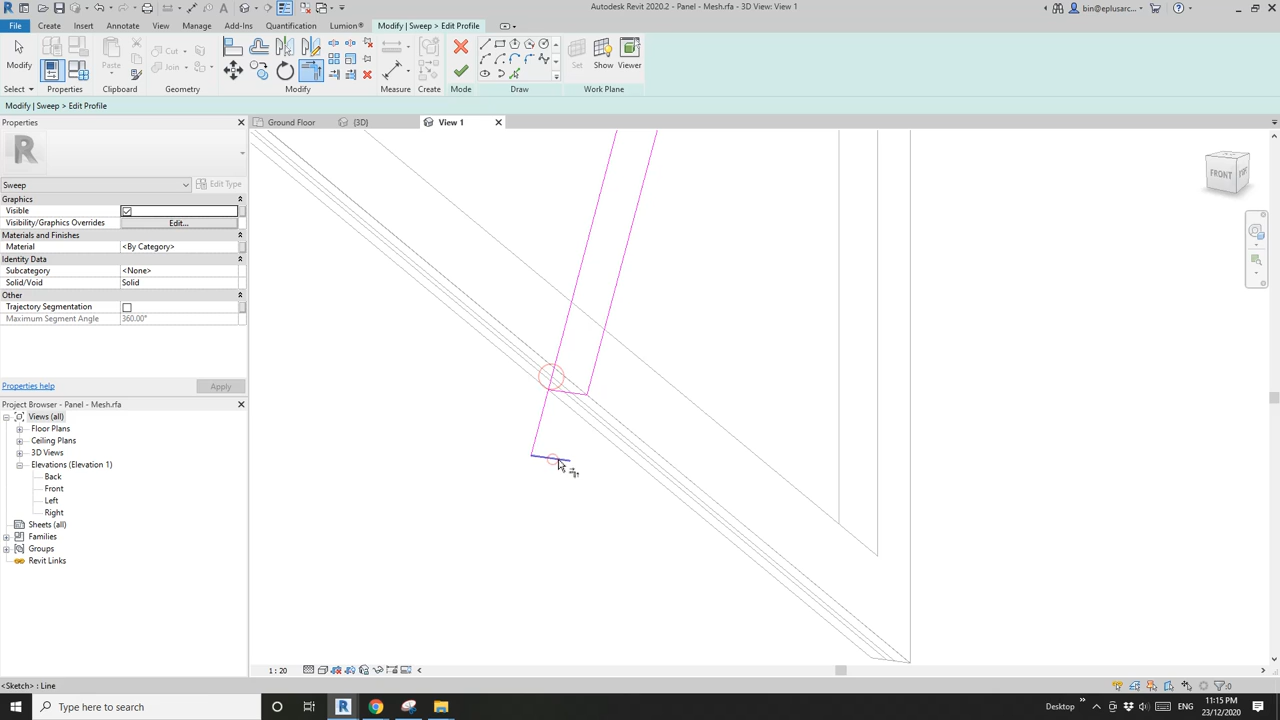 Autodesk Revit 2020.2 - Panel - Mesh.rfa - 3D View: View 1
bin@eplusarc...
File Create Insert Annotate View Manage Add-Ins Quantification Lumion® Modify | Sweep > Edit Profile
Modify
Paste
Cut
Join
Set Show Viewer
Select Properties Clipboard Geometry Modify Measure Create Mode Draw Work Plane
Modify | Sweep > Edit Profile
Properties
Ground Floor {3D} View 1
Sweep Edit Type
Graphics
Visible
Visibility/Graphics Overrides Edit...
Materials and Finishes
Material <By Category>
Identity Data
Subcategory <None>
Solid/Void Solid
Other
Trajectory Segmentation
Maximum Segment Angle 360.00°
Properties help Apply
Project Browser - Panel - Mesh.rfa
Views (all)
Floor Plans
Ceiling Plans
3D Views
Elevations (Elevation 1)
Back
Front
Left
Right
Sheets (all)
Families
Groups
Revit Links
FRONT
1 : 20
<Sketch> : Line
:0
Type here to search
Desktop
ENG
11:15 PM
23/12/2020